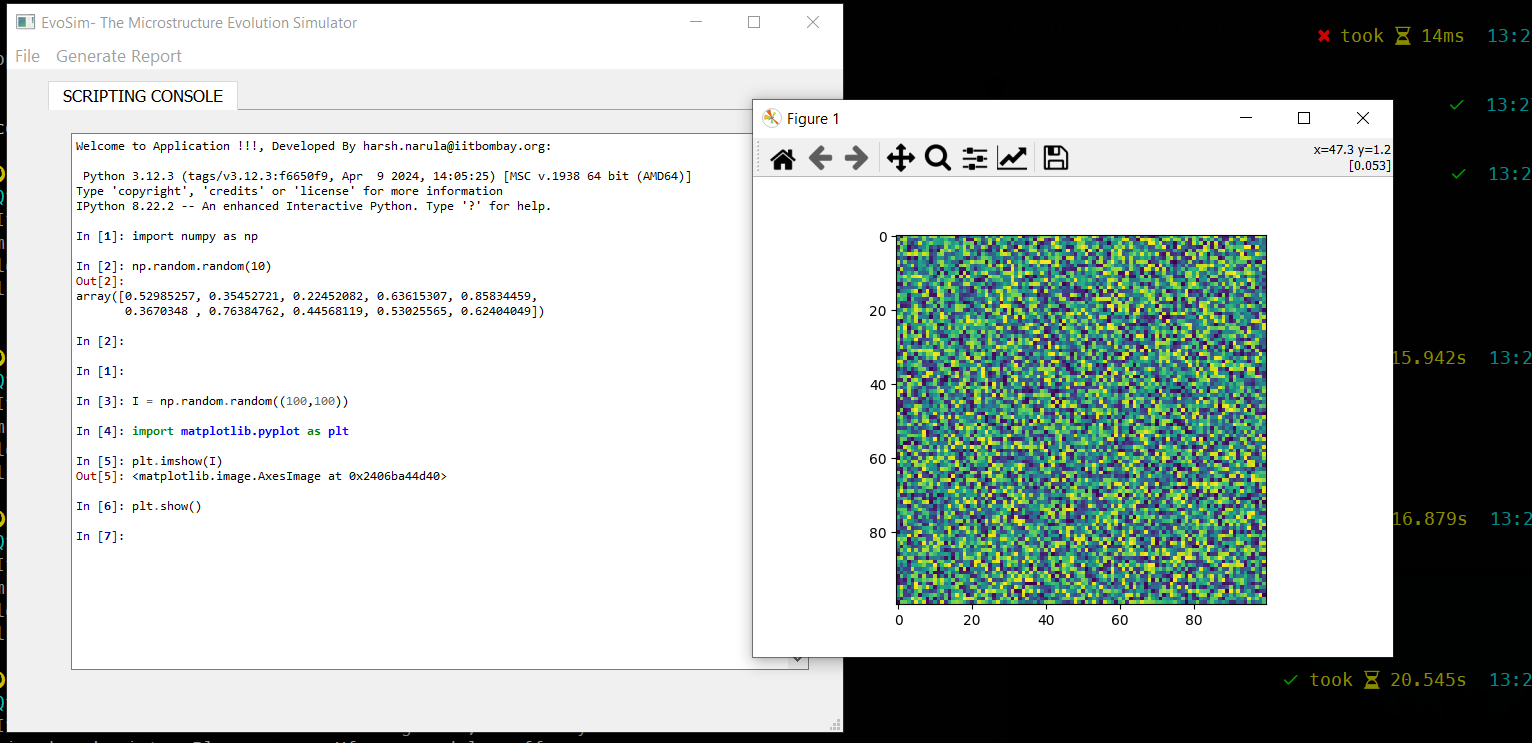 EvoSim- The Microstructure Evolution Simulator
File Generate Report
SCRIPTING CONSOLE
Welcome to Application !!!, Developed By harsh.narula@iitbombay.org:
Python 3.12.3 (tags/v3.12.3:f6650f9, Apr  9 2024, 14:05:25) [MSC v.1938 64 bit (AMD64)]
Type 'copyright', 'credits' or 'license' for more information
IPython 8.22.2 -- An enhanced Interactive Python. Type '?' for help.
In [1]: import numpy as np
In [2]: np.random.random(10)
Out[2]:
array([0.52985257, 0.35452721, 0.22452082, 0.63615307, 0.85834459,
       0.3670348 , 0.76384762, 0.44568119, 0.53025565, 0.62404049])
In [2]:
In [1]:
In [3]: I = np.random.random((100,100))
In [4]: import matplotlib.pyplot as plt
In [5]: plt.imshow(I)
Out[5]: <matplotlib.image.AxesImage at 0x2406ba44d40>
In [6]: plt.show()
In [7]:
Figure 1
x=47.3 y=1.2
[0.053]
0
20
40
60
80
0 20 40 60 80
took 14ms 13:2
13:2
13:2
15.942s 13:2
16.879s 13:2
took 20.545s 13:2